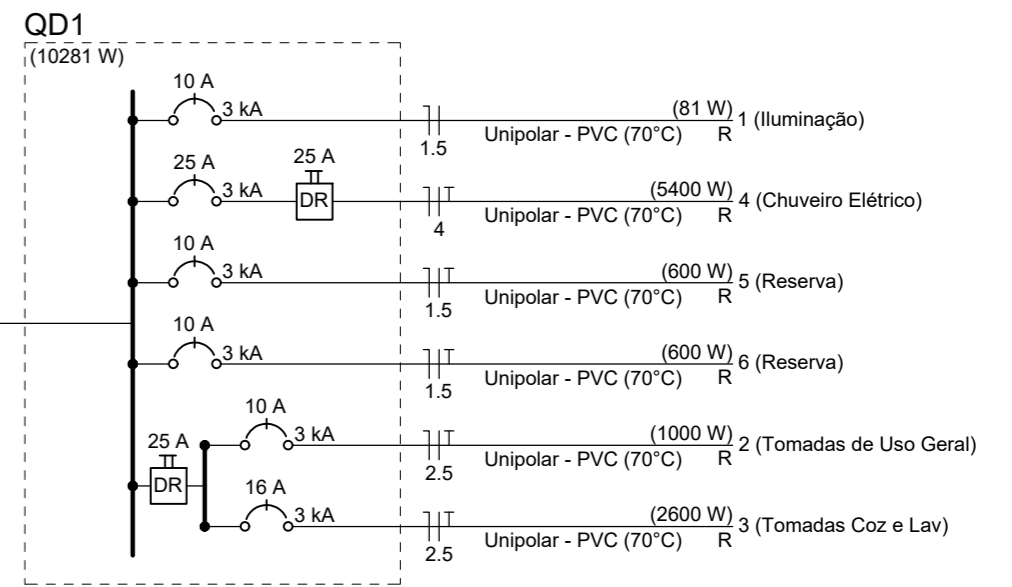 QD1
(10281 W)
10 A
3 kA
(81 W)
1 (Iluminação)
Unipolar - PVC (70°C)
R
1.5
25 A
3 kA
25 A
DR
(5400 W)
4 (Chuveiro Elétrico)
Unipolar - PVC (70°C)
R
4
10 A
3 kA
(600 W)
5 (Reserva)
Unipolar - PVC (70°C)
R
1.5
10 A
3 kA
(600 W)
6 (Reserva)
Unipolar - PVC (70°C)
R
1.5
25 A
DR
10 A
3 kA
(1000 W)
2 (Tomadas de Uso Geral)
Unipolar - PVC (70°C)
R
2.5
16 A
3 kA
(2600 W)
3 (Tomadas Coz e Lav)
Unipolar - PVC (70°C)
R
2.5